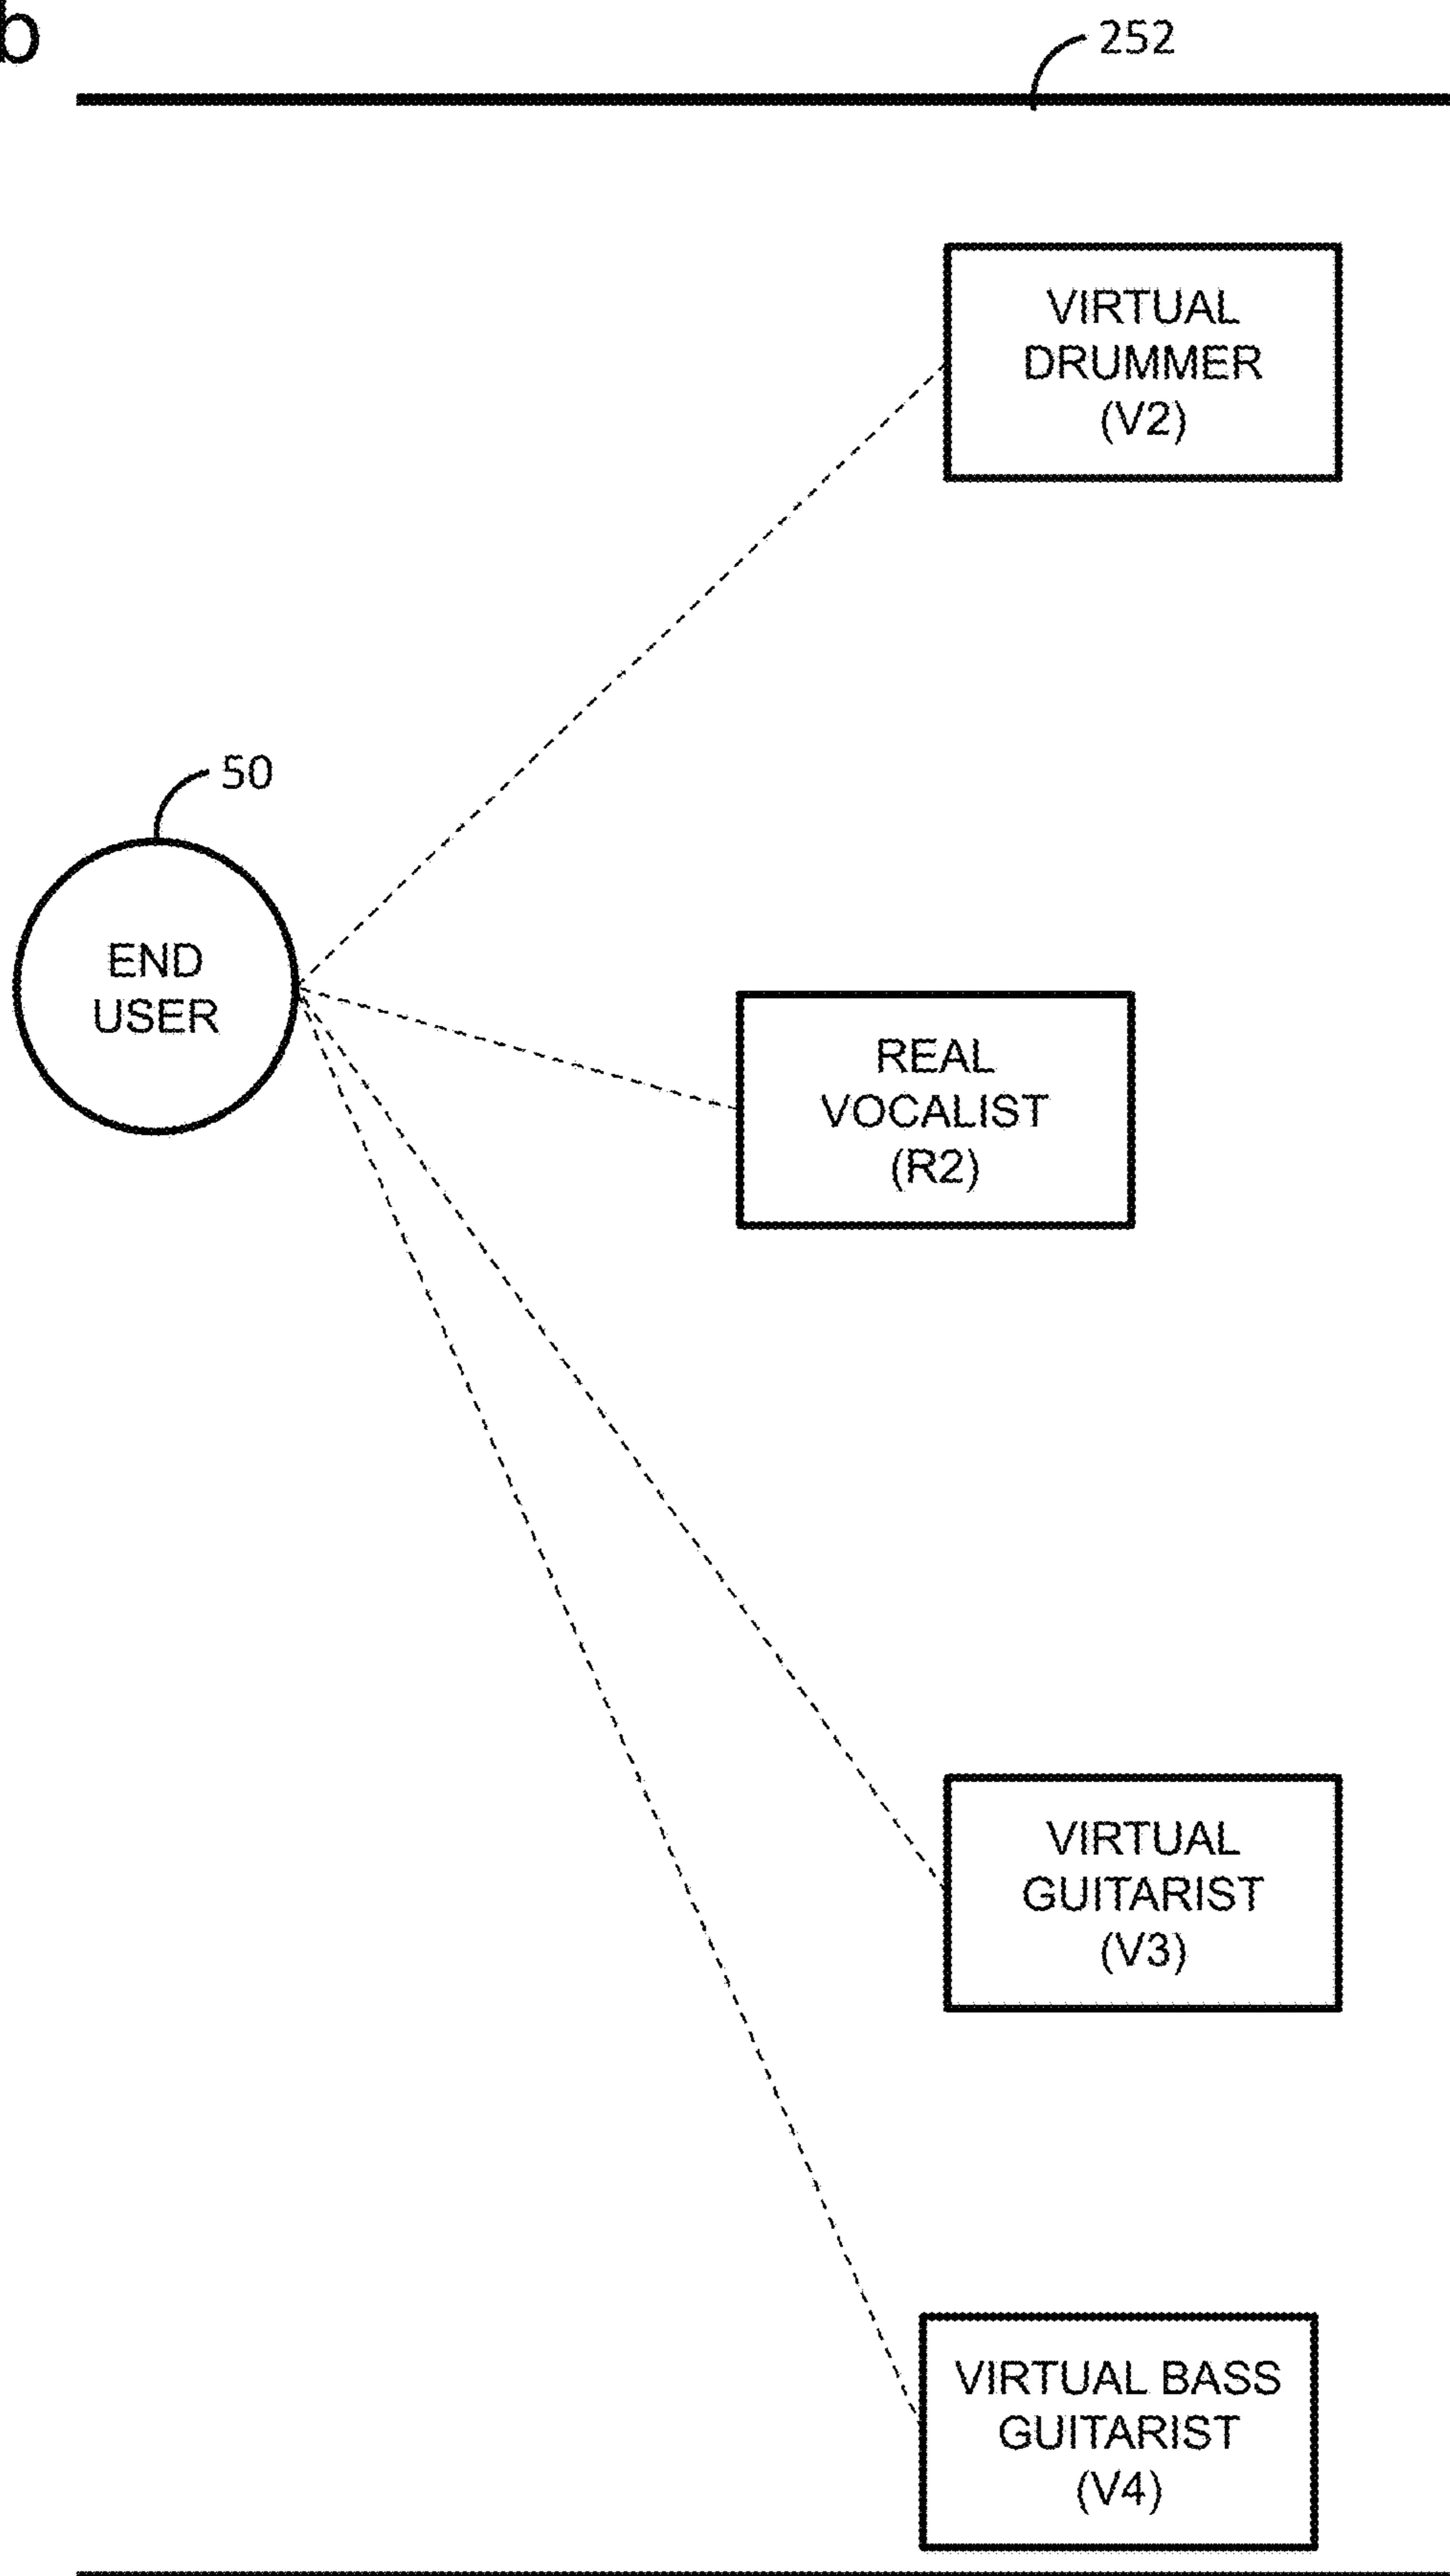 b
252
VIRTUAL
DRUMMER
(V2)
50
END
USER
REAL
VOCALIST
(R2)
VIRTUAL
GUITARIST
(V3)
VIRTUAL BASS
GUITARIST
(V4)